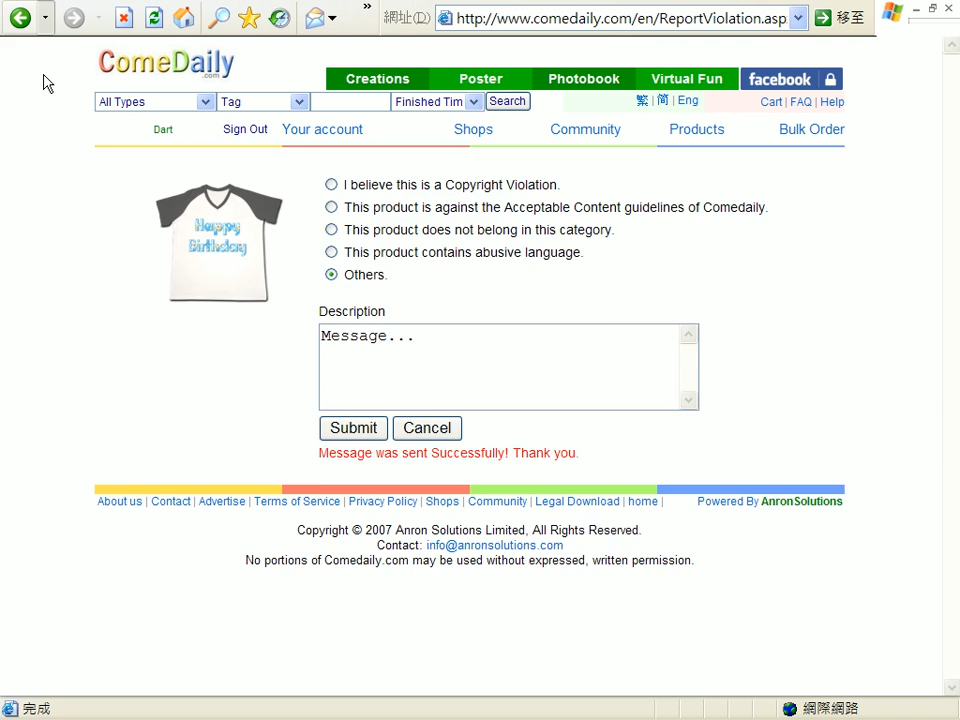 » 網址(D) http://www.comedaily.com/en/ReportViolation.asp 移至
ComeDaily
.com
Creations Poster Photobook Virtual Fun facebook
All Types Tag Finished Tim Search 繁 | 简 | Eng Cart | FAQ | Help
Dart Sign Out Your account Shops Community Products Bulk Order
I believe this is a Copyright Violation.
This product is against the Acceptable Content guidelines of Comedaily.
This product does not belong in this category.
This product contains abusive language.
Others.
Happy
Birthday
Description
Message...
Submit Cancel
Message was sent Successfully! Thank you.
About us | Contact | Advertise | Terms of Service | Privacy Policy | Shops | Community | Legal Download | home | Powered By AnronSolutions
Copyright © 2007 Anron Solutions Limited, All Rights Reserved.
Contact: info@anronsolutions.com
No portions of Comedaily.com may be used without expressed, written permission.
完成 網際網路